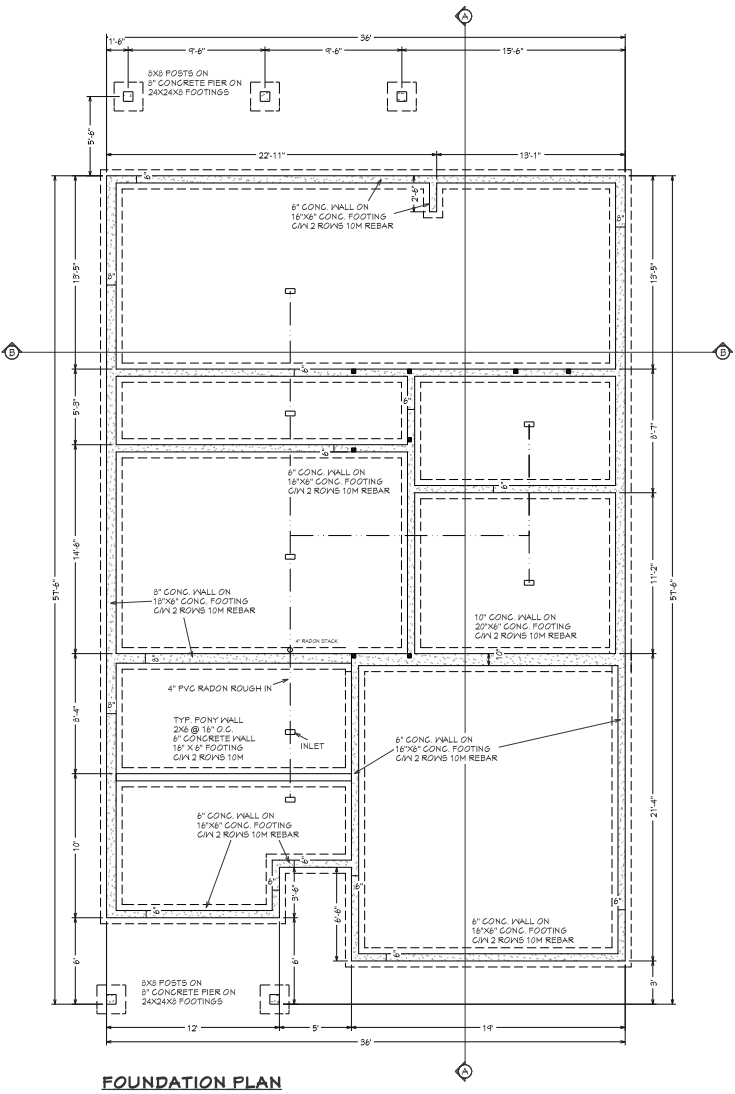 A
36'
1'-6"
9'-6"
9'-6"
15'-6"
8X8 POSTS ON
8" CONCRETE PIER ON
24X24X8 FOOTINGS
5'-6"
22'-11"
13'-1"
6"
2'-6"
6" CONC. WALL ON
16"X6" CONC. FOOTING
C/W 2 ROWS 10M REBAR
8"
13'-5"
8"
13'-5"
B
B
6"
5'-3"
6"
8'-7"
6"
6" CONC. WALL ON
16"X6" CONC. FOOTING
C/W 2 ROWS 10M REBAR
6"
14'-6"
11'-2"
57'-6"
57'-6"
8" CONC. WALL ON
18"X6" CONC. FOOTING
C/W 2 ROWS 10M REBAR
10" CONC. WALL ON
20"X6" CONC. FOOTING
C/W 2 ROWS 10M REBAR
4" RADON STACK
8"
10"
4" PVC RADON ROUGH IN
8'-4"
8"
TYP. PONY WALL
2X6 @ 16" O.C.
6" CONCRETE WALL
16" X 6" FOOTING
C/W 2 ROWS 10M
INLET
6" CONC. WALL ON
16"X6" CONC. FOOTING
C/W 2 ROWS 10M REBAR
10'
21'-4"
6" CONC. WALL ON
16"X6" CONC. FOOTING
C/W 2 ROWS 10M REBAR
6"
6"
3'-6"
6"
6'-6"
6"
6"
6" CONC. WALL ON
16"X6" CONC. FOOTING
C/W 2 ROWS 10M REBAR
6"
6'
6'
3'
8X8 POSTS ON
8" CONCRETE PIER ON
24X24X8 FOOTINGS
12'
5'
19'
36'
A
FOUNDATION PLAN